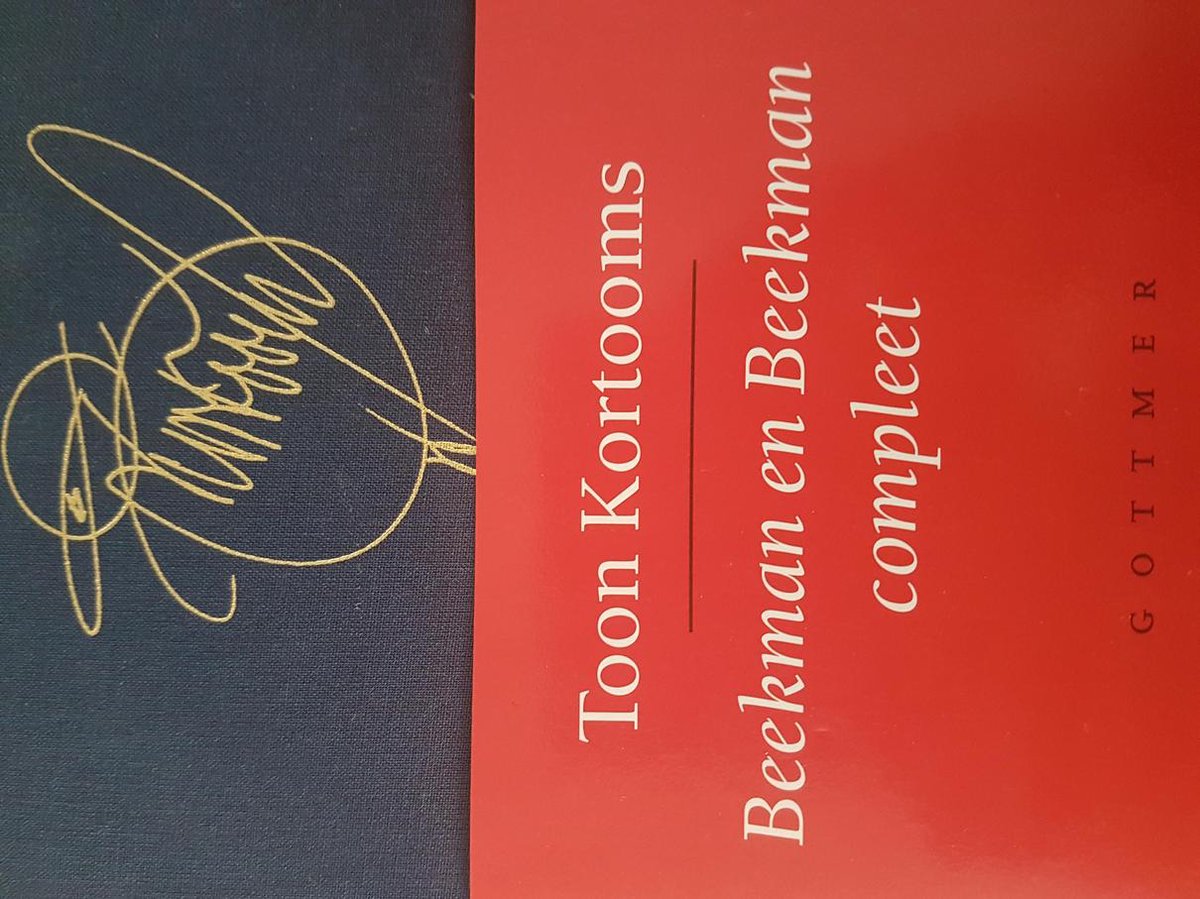 Toon Kortooms
Beekman en Beekman
compleet
GOTTMER